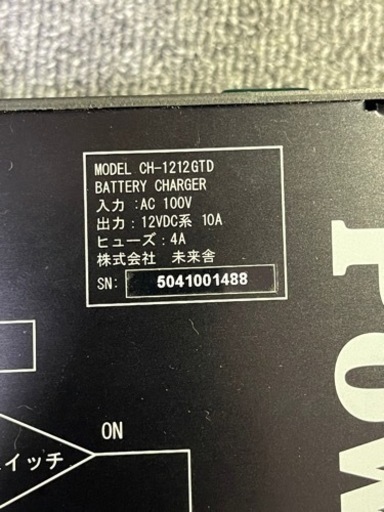 MODEL CH-1212GTD
BATTERY CHARGER
入力 :AC 100V
出力 : 12VDC系 10A
ヒューズ : 4A
株式会社 未来舎
SN: 5041001488
ON
イッチ
POW